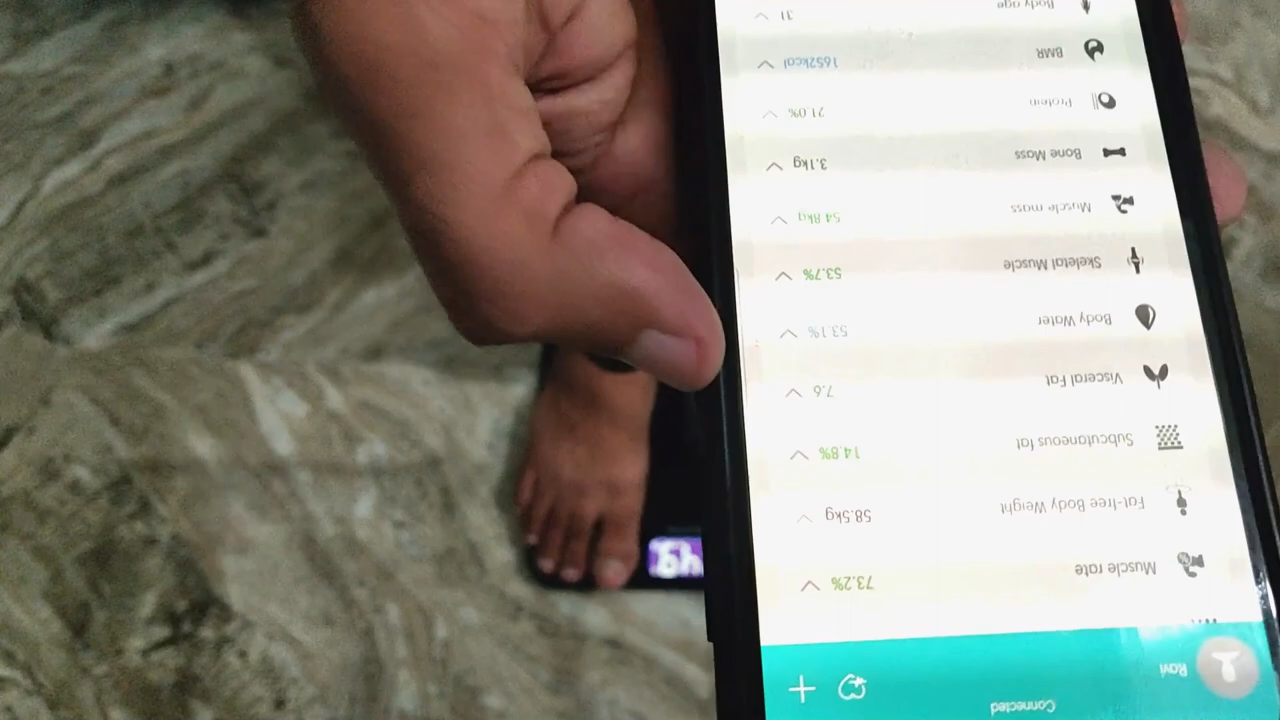 Connected
Ravi
Muscle rate 73.2%
Fat-free Body Weight 58.5kg
Subcutaneous fat 14.8%
Visceral Fat 7.6
Body Water 53.1%
Skeletal Muscle 53.7%
Muscle mass 54.8kg
Bone Mass 3.1kg
Protein 21.0%
BMR 1652kcal
Body age 31